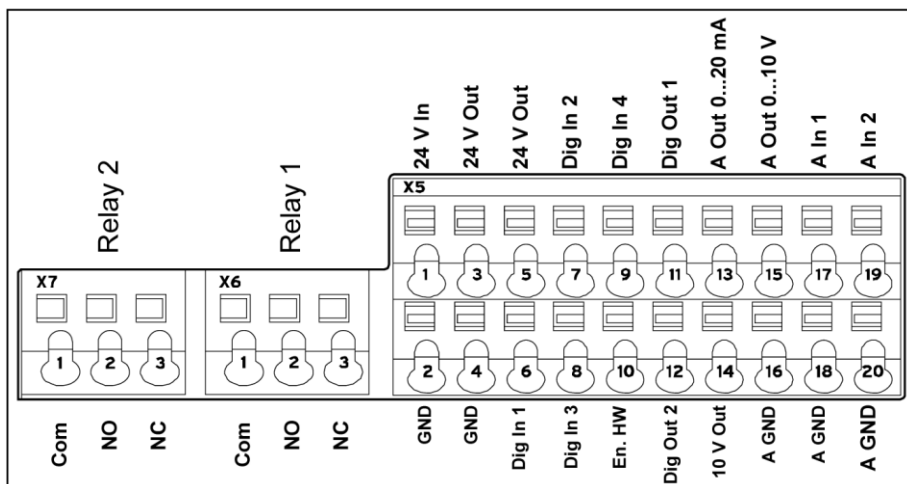 24 V In
24 V Out
24 V Out
Dig In 2
Dig In 4
Dig Out 1
A Out 0...20 mA
A Out 0...10 V
A In 1
A In 2
Relay 2
Relay 1
X5
1 3 5 7 9 11 13 15 17 19
X7
X6
1 2 3
1 2 3
2 4 6 8 10 12 14 16 18 20
Com
NO
NC
Com
NO
NC
GND
GND
Dig In 1
Dig In 3
En. HW
Dig Out 2
10 V Out
A GND
A GND
A GND